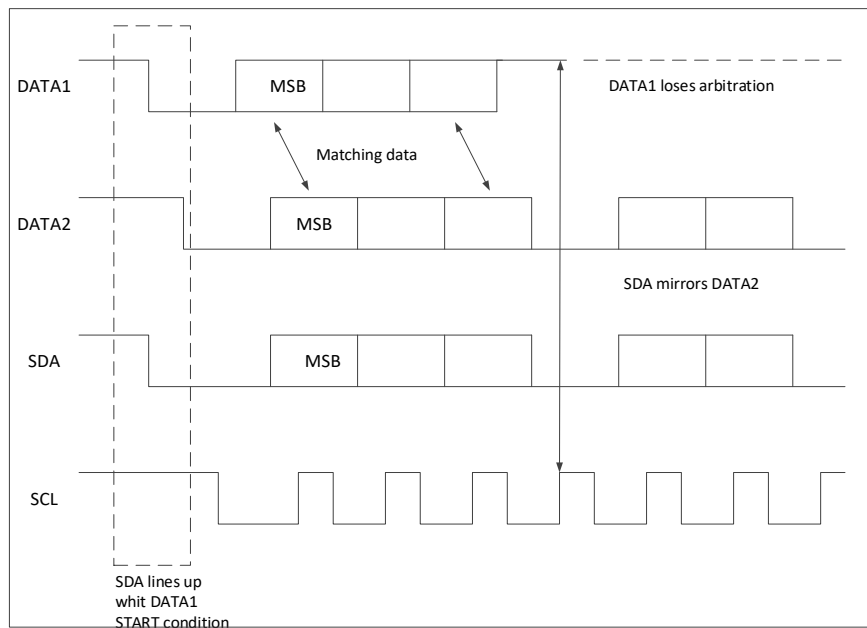 DATA1
MSB
DATA1 loses arbitration
Matching data
DATA2
MSB
SDA mirrors DATA2
SDA
MSB
SCL
SDA lines up
whit DATA1
START condition